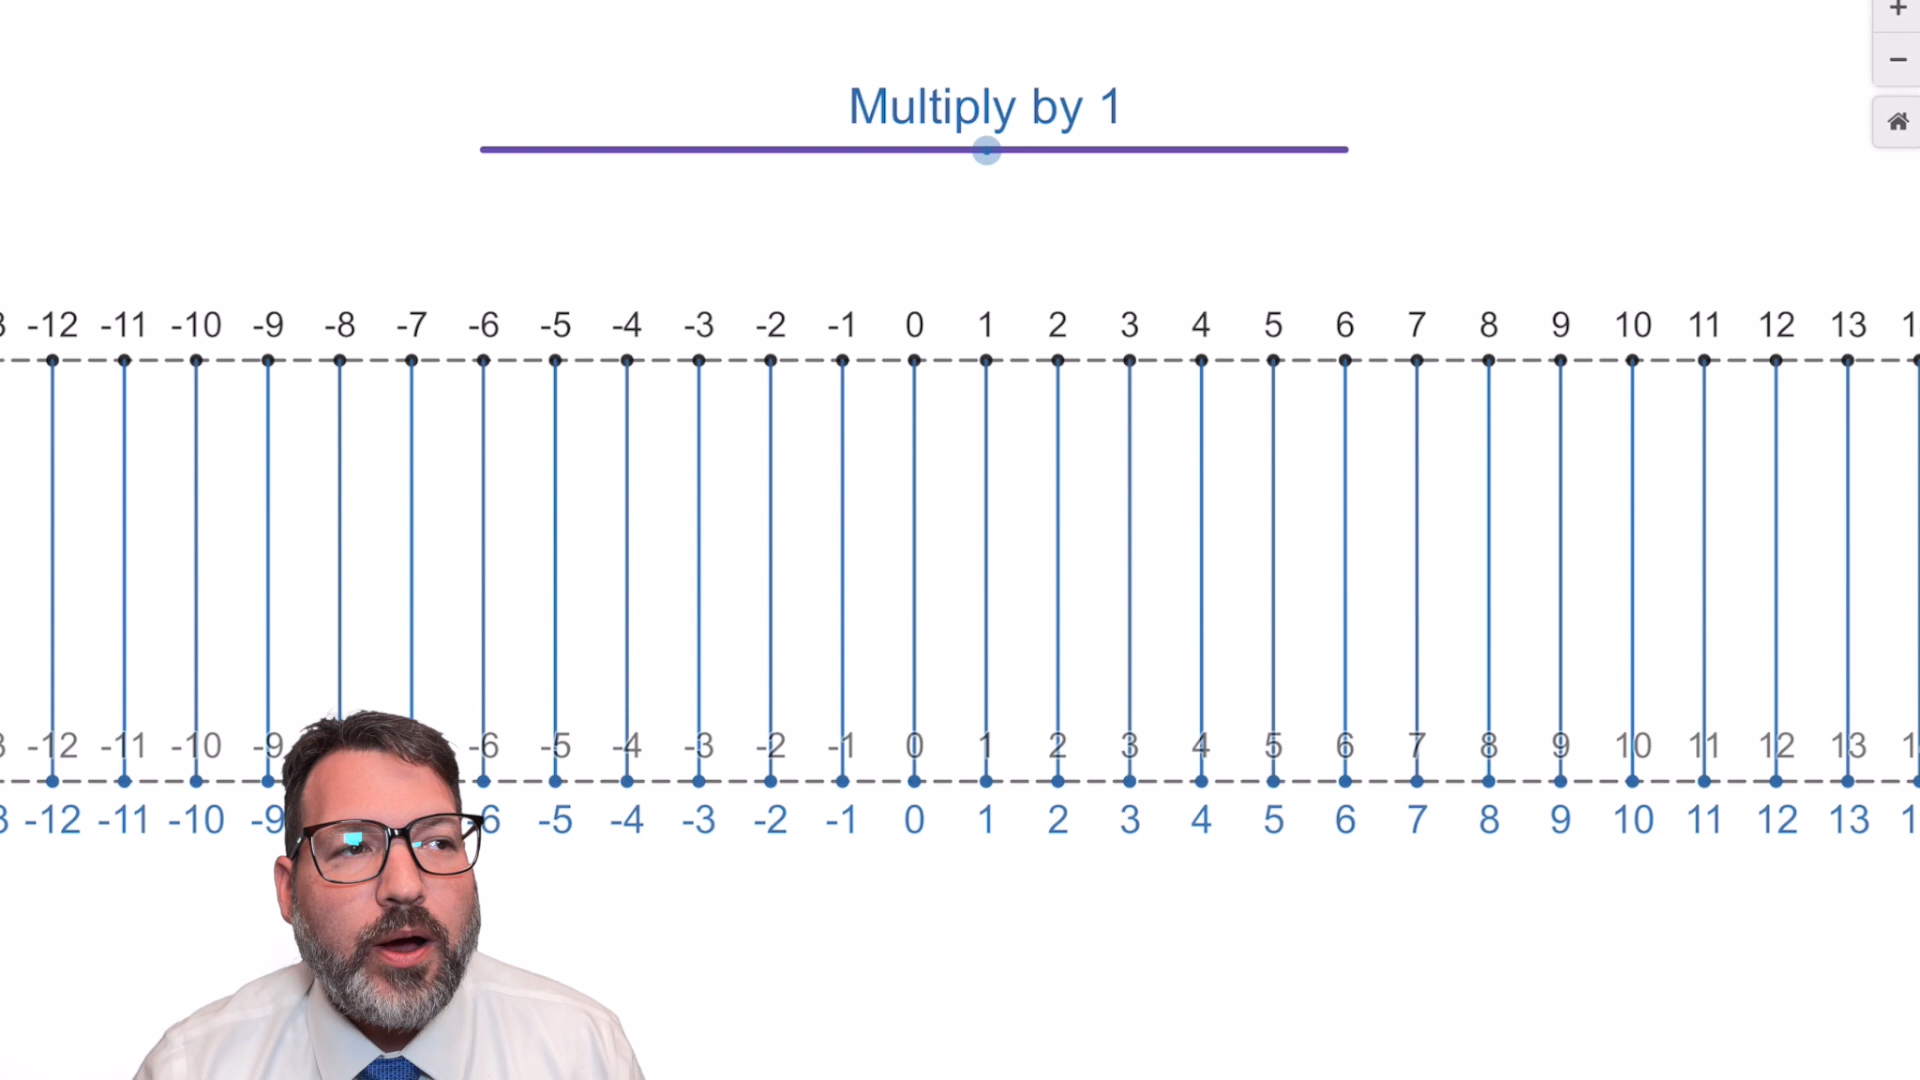 +
−
Multiply by 1
-12 -11 -10 -9 -8 -7 -6 -5 -4 -3 -2 -1 0 1 2 3 4 5 6 7 8 9 10 11 12 13
-12 -11 -10 -9 -6 -5 -4 -3 -2 -1 0 1 2 3 4 5 6 7 8 9 10 11 12 13
-12 -11 -10 -9 -6 -5 -4 -3 -2 -1 0 1 2 3 4 5 6 7 8 9 10 11 12 13